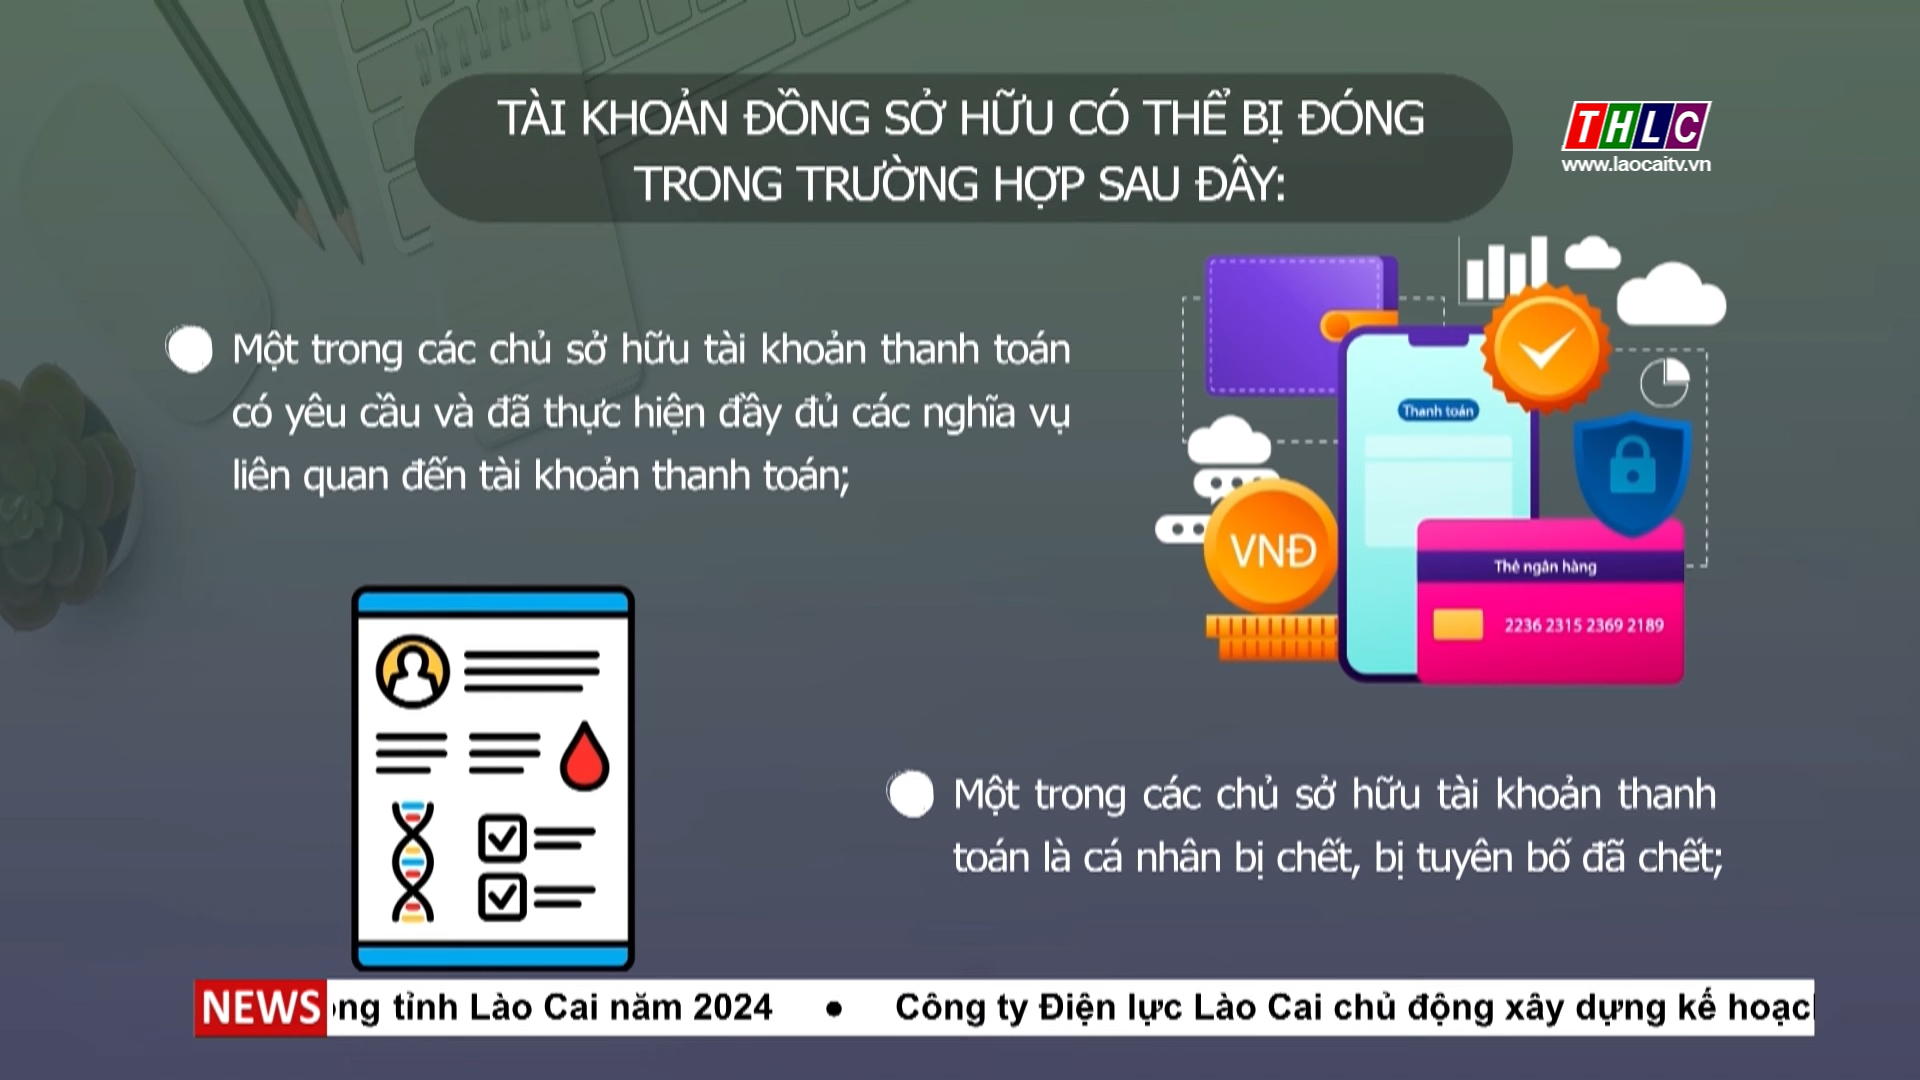 TÀI KHOẢN ĐỒNG SỞ HỮU CÓ THỂ BỊ ĐÓNG
TRONG TRƯỜNG HỢP SAU ĐÂY:
THLC
www.laocaitv.vn
Một trong các chủ sở hữu tài khoản thanh toán
có yêu cầu và đã thực hiện đầy đủ các nghĩa vụ
liên quan đến tài khoản thanh toán;
Thanh toán
VNĐ
Thẻ ngân hàng
2236 2315 2369 2189
Một trong các chủ sở hữu tài khoản thanh
toán là cá nhân bị chết, bị tuyên bố đã chết;
NEWS
tỉnh Lào Cai năm 2024 • Công ty Điện lực Lào Cai chủ động xây dựng kế